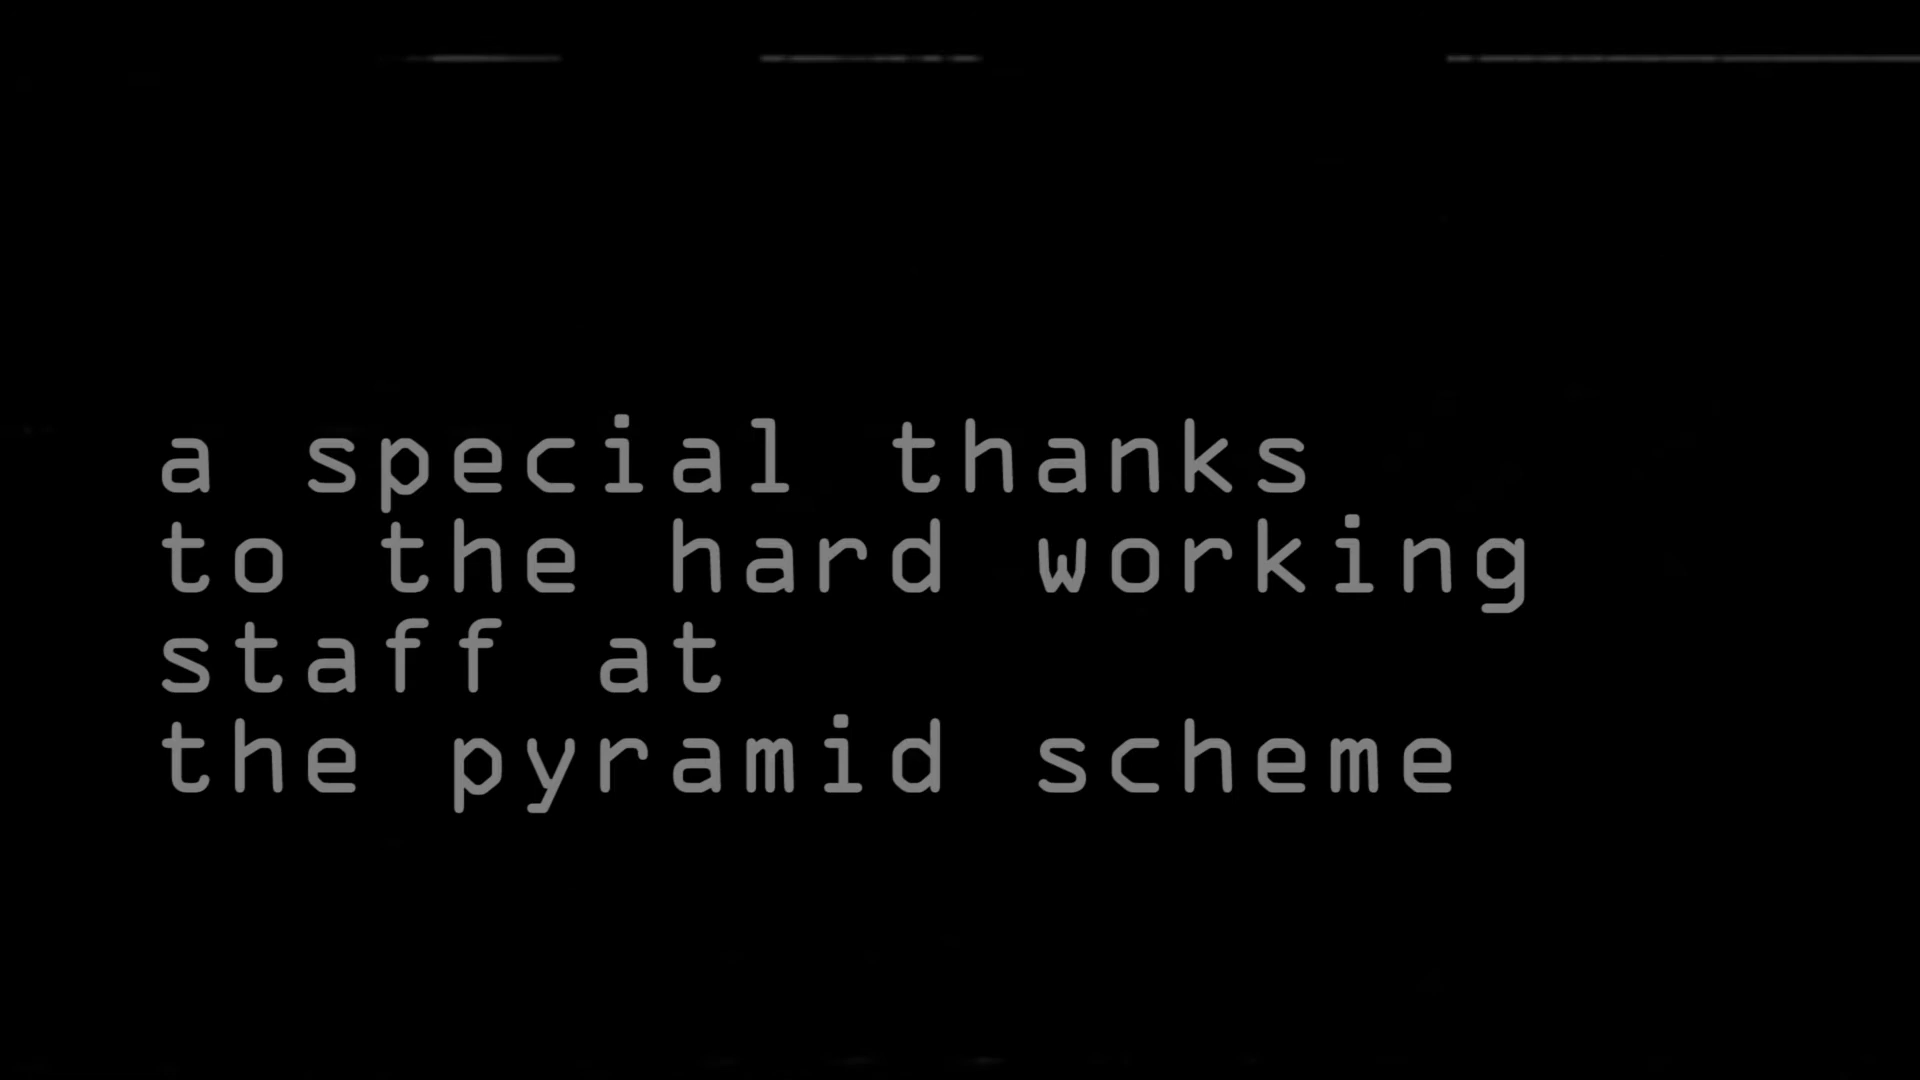 a special thanks
to the hard working
staff at
the pyramid scheme